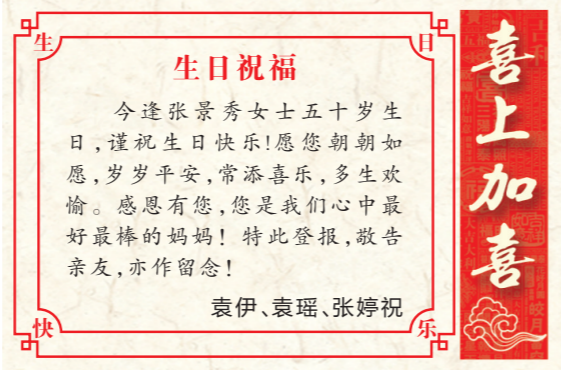 生日快乐
生日祝福
今逢张景秀女士五十岁生
日,谨祝生日快乐!愿您朝朝如
愿,岁岁平安,常添喜乐,多生欢
愉。感恩有您,您是我们心中最
好最棒的妈妈！特此登报,敬告
亲友,亦作留念!
袁伊、袁瑶、张婷祝
喜上加喜